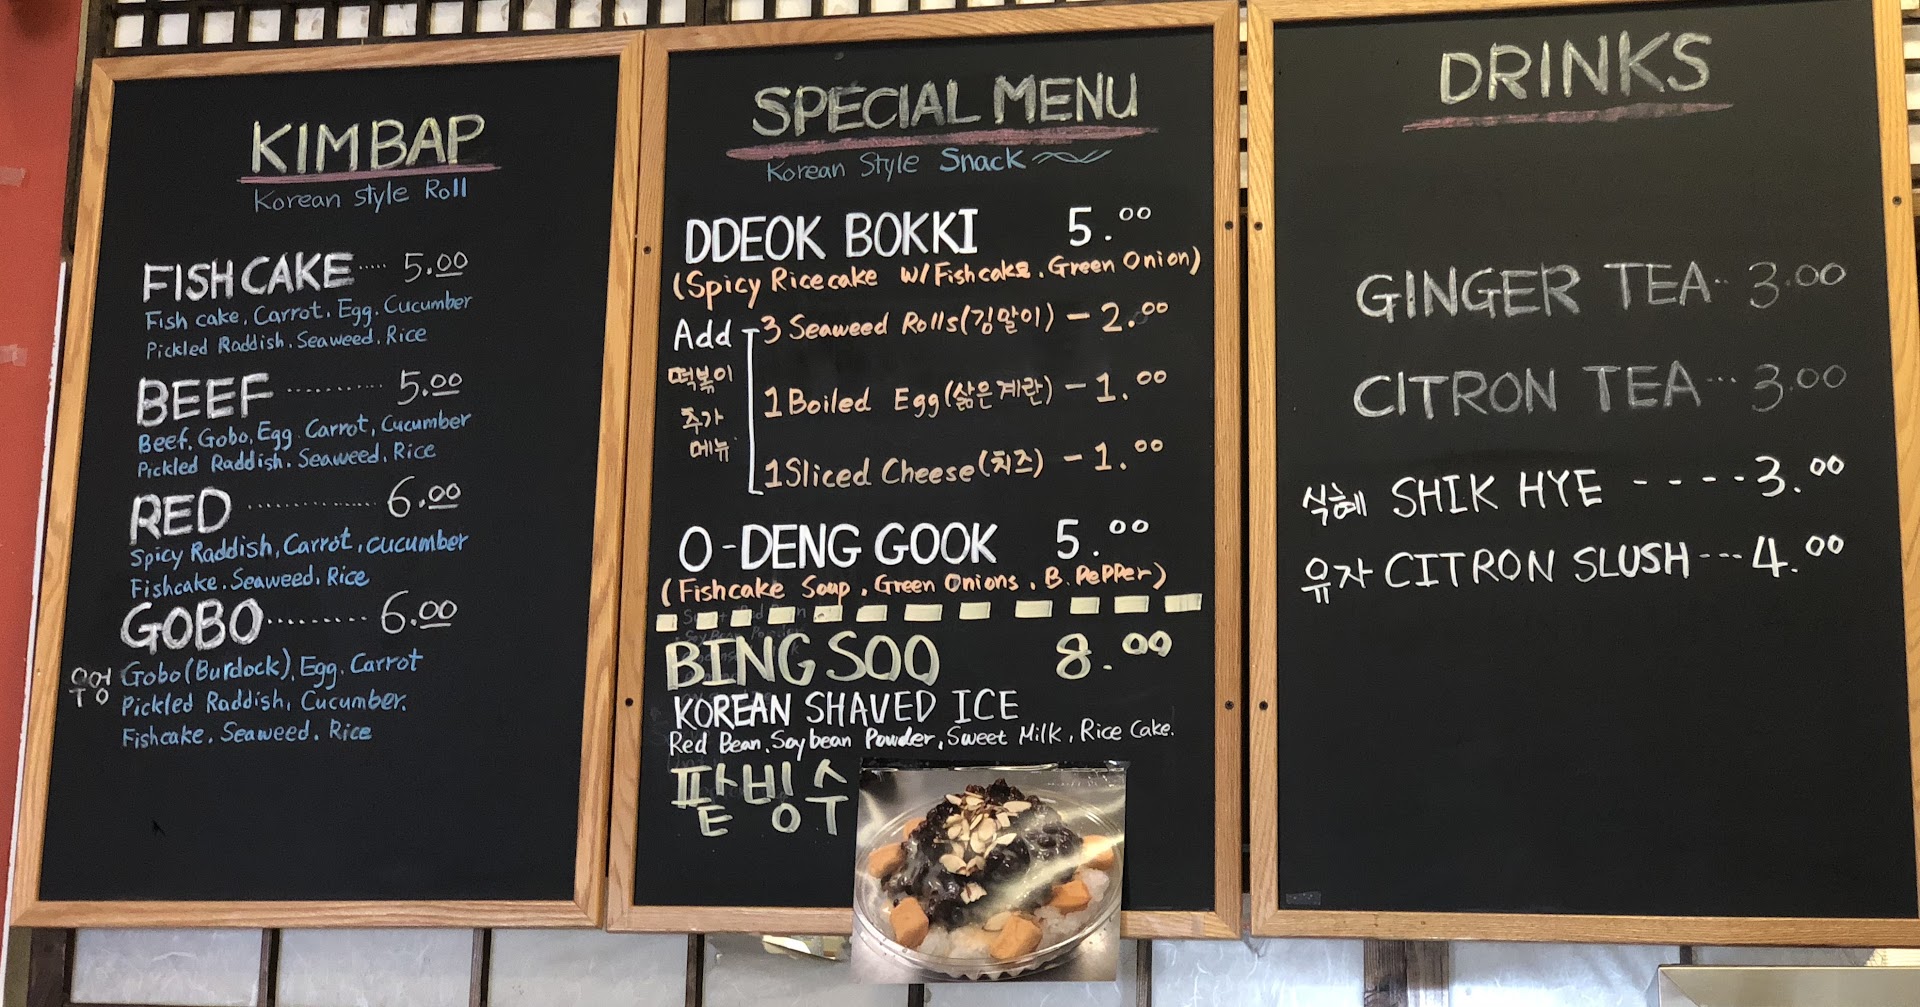 KIMBAP
Korean Style Roll
FISH CAKE ..... 5.00
Fish cake, Carrot. Egg. Cucumber
Pickled Raddish. Seaweed. Rice
BEEF ........... 5.00
Beef. Gobo, Egg. Carrot, Cucumber
Pickled Raddish. Seaweed. Rice
RED ............. 6.00
Spicy Raddish, Carrot, cucumber
Fishcake. Seaweed. Rice
GOBO ......... 6.00
우엉 Gobo (Burdock), Egg. Carrot
Pickled Raddish, Cucumber.
Fishcake. Seaweed. Rice
SPECIAL MENU
Korean Style Snack
DDEOK BOKKI 5.00
(Spicy Ricecake w/ Fishcake. Green Onion)
Add 3 Seaweed Rolls (김말이) - 2.00
떡볶이
추가
메뉴
1 Boiled Egg (삶은계란) - 1.00
1 Sliced Cheese (치즈) - 1.00
O-DENG GOOK 5.00
(Fishcake Soup, Green Onions, B. Pepper)
BING SOO 8.00
KOREAN SHAVED ICE
Red Bean, Soybean Powder, Sweet Milk, Rice Cake.
팥빙수
DRINKS
GINGER TEA.. 3.00
CITRON TEA... 3.00
식혜 SHIK HYE ----3.00
유자 CITRON SLUSH---4.00